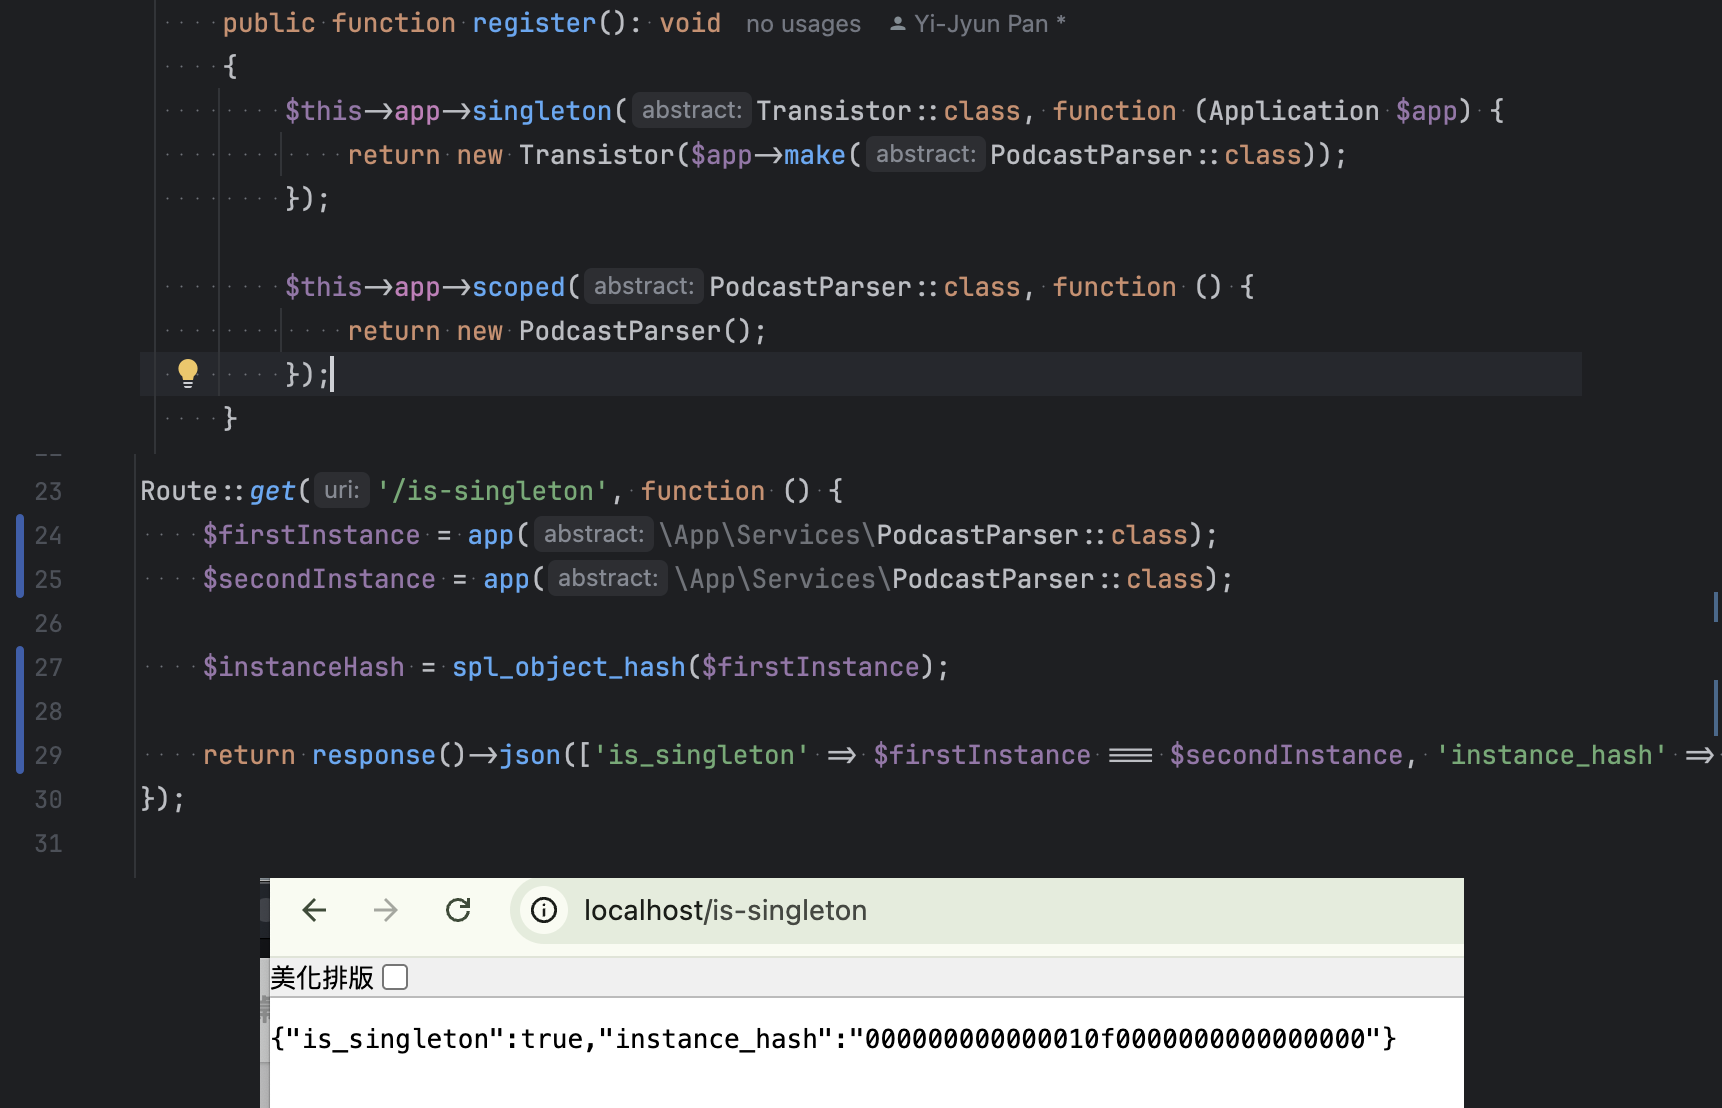 public function register(): void no usages Yi-Jyun Pan *
{
$this->app->singleton( abstract: Transistor::class, function (Application $app) {
return new Transistor($app->make( abstract: PodcastParser::class));
});
$this->app->scoped( abstract: PodcastParser::class, function () {
return new PodcastParser();
});
}
23 Route::get( uri: '/is-singleton', function () {
24 $firstInstance = app( abstract: \App\Services\PodcastParser::class);
25 $secondInstance = app( abstract: \App\Services\PodcastParser::class);
26
27 $instanceHash = spl_object_hash($firstInstance);
28
29 return response()->json(['is_singleton' => $firstInstance === $secondInstance, 'instance_hash' =>
30 });
31
localhost/is-singleton
美化排版
{"is_singleton":true,"instance_hash":"000000000000010f0000000000000000"}